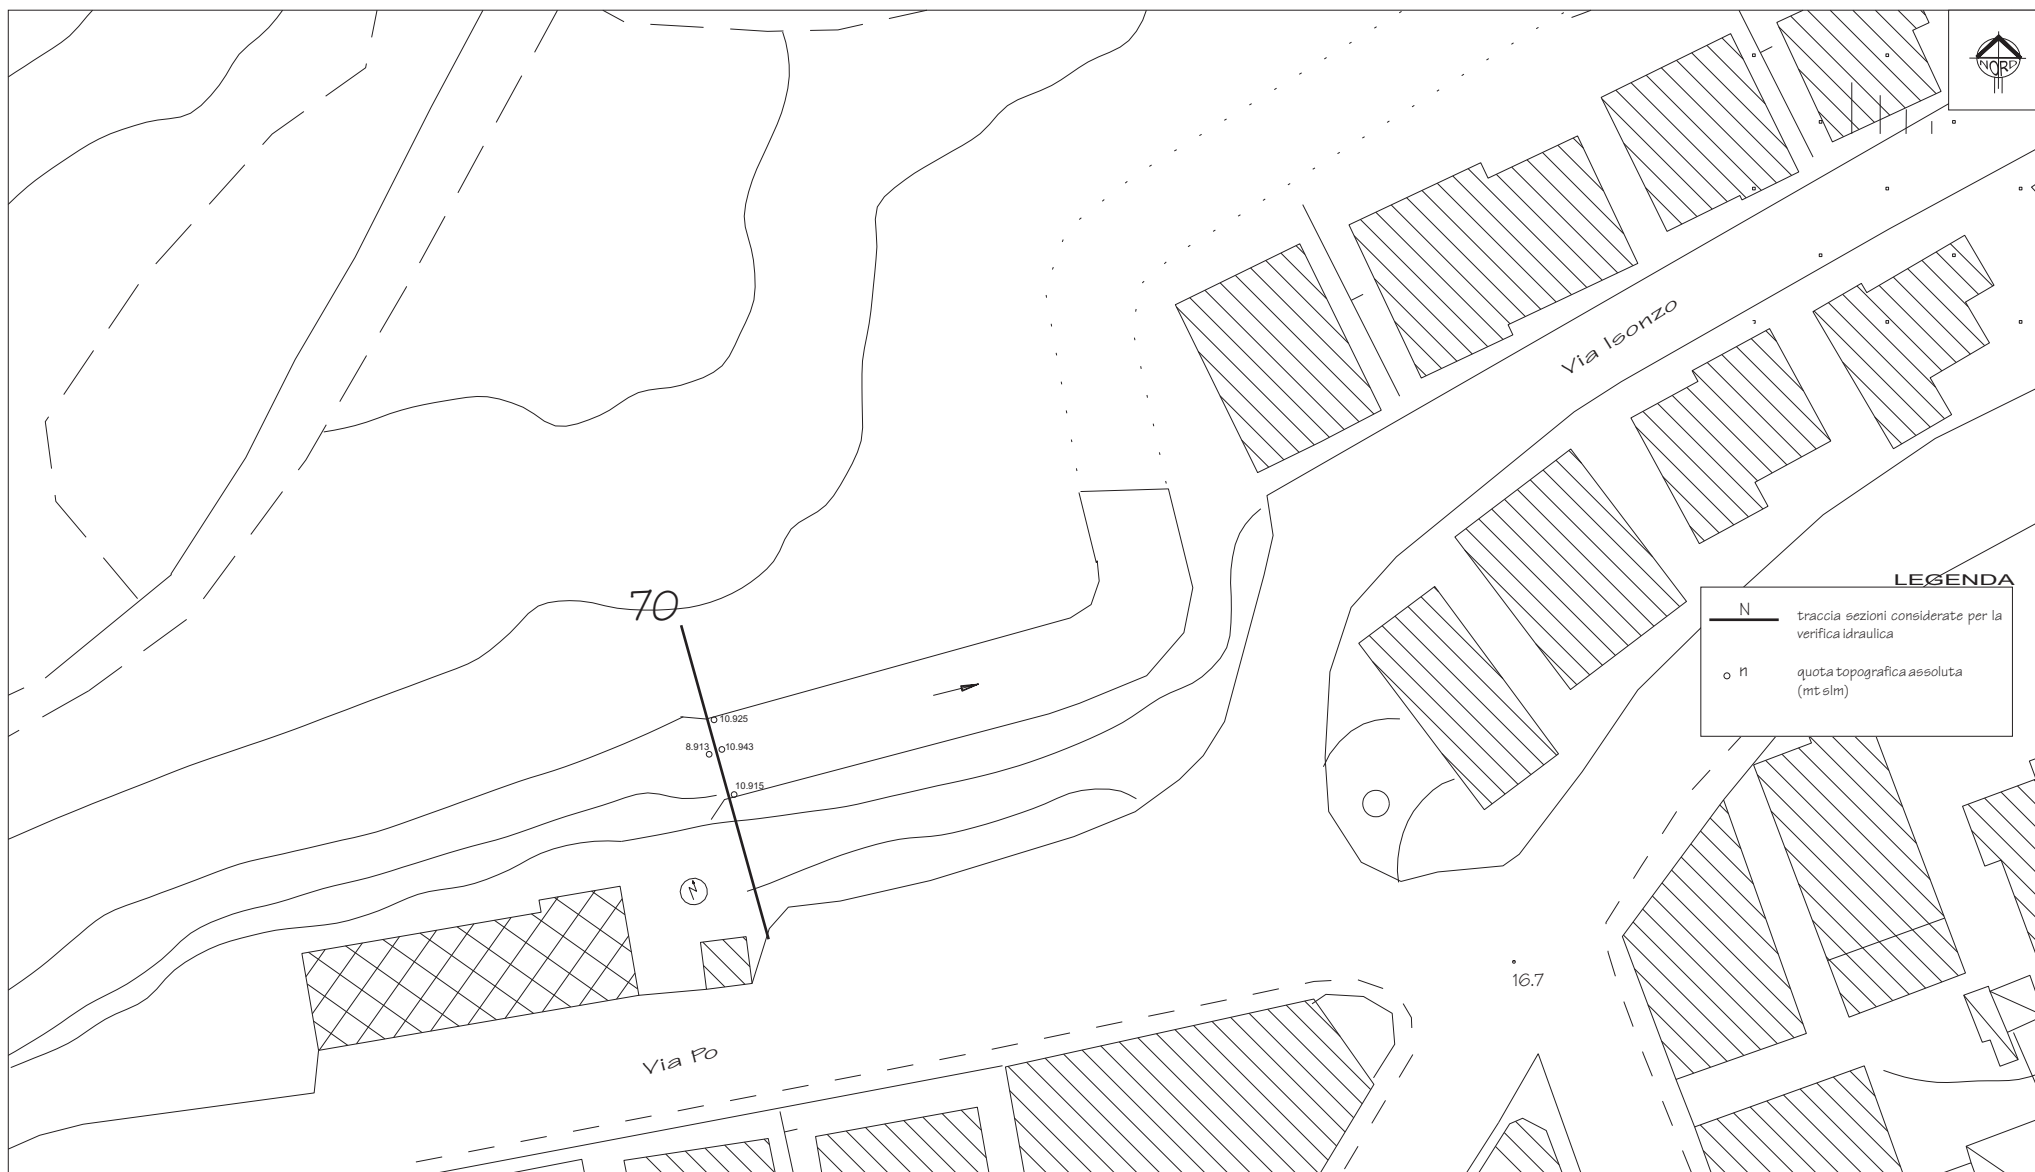 NORD
Via Isonzo
LEGENDA
N
traccia sezioni considerate per la
verifica idraulica
n
quota topografica assoluta
(mt slm)
70
10.925
8.913
10.943
10.915
N
16.7
Via Po